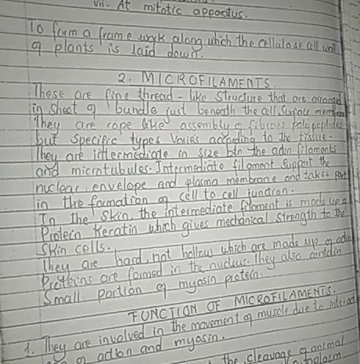 vii. At mitotic apparatus.
10 form a frame work along which the cellulose cell wall
of plants is laid down.
2. MICROFILAMENTS
These are fine thread-like structure that are arranged
in sheet or bundle just beneath the cell surface membrane
They are rope like assembly of fibrous polypeptides
but specific types varies according to the tissue.
They are intermediate in size between the actin filaments
and microtubules. Intermediate filament support the
nuclear envelope and plasma membrane and takes part
in the formation of cell to cell junction.
In the skin, the intermediate filament is made up of
Protein Keratin which gives mechanical strength to the
Skin cells.
They are hard, not hollow which are made up of actin
Proteins are formed in the nucleus. They also contain
Small portion of myosin protein.
FUNCTION OF MICROFILAMENTS.
1. They are involved in the movement of muscle due to
of actin and myosin.
the cleavage of animal